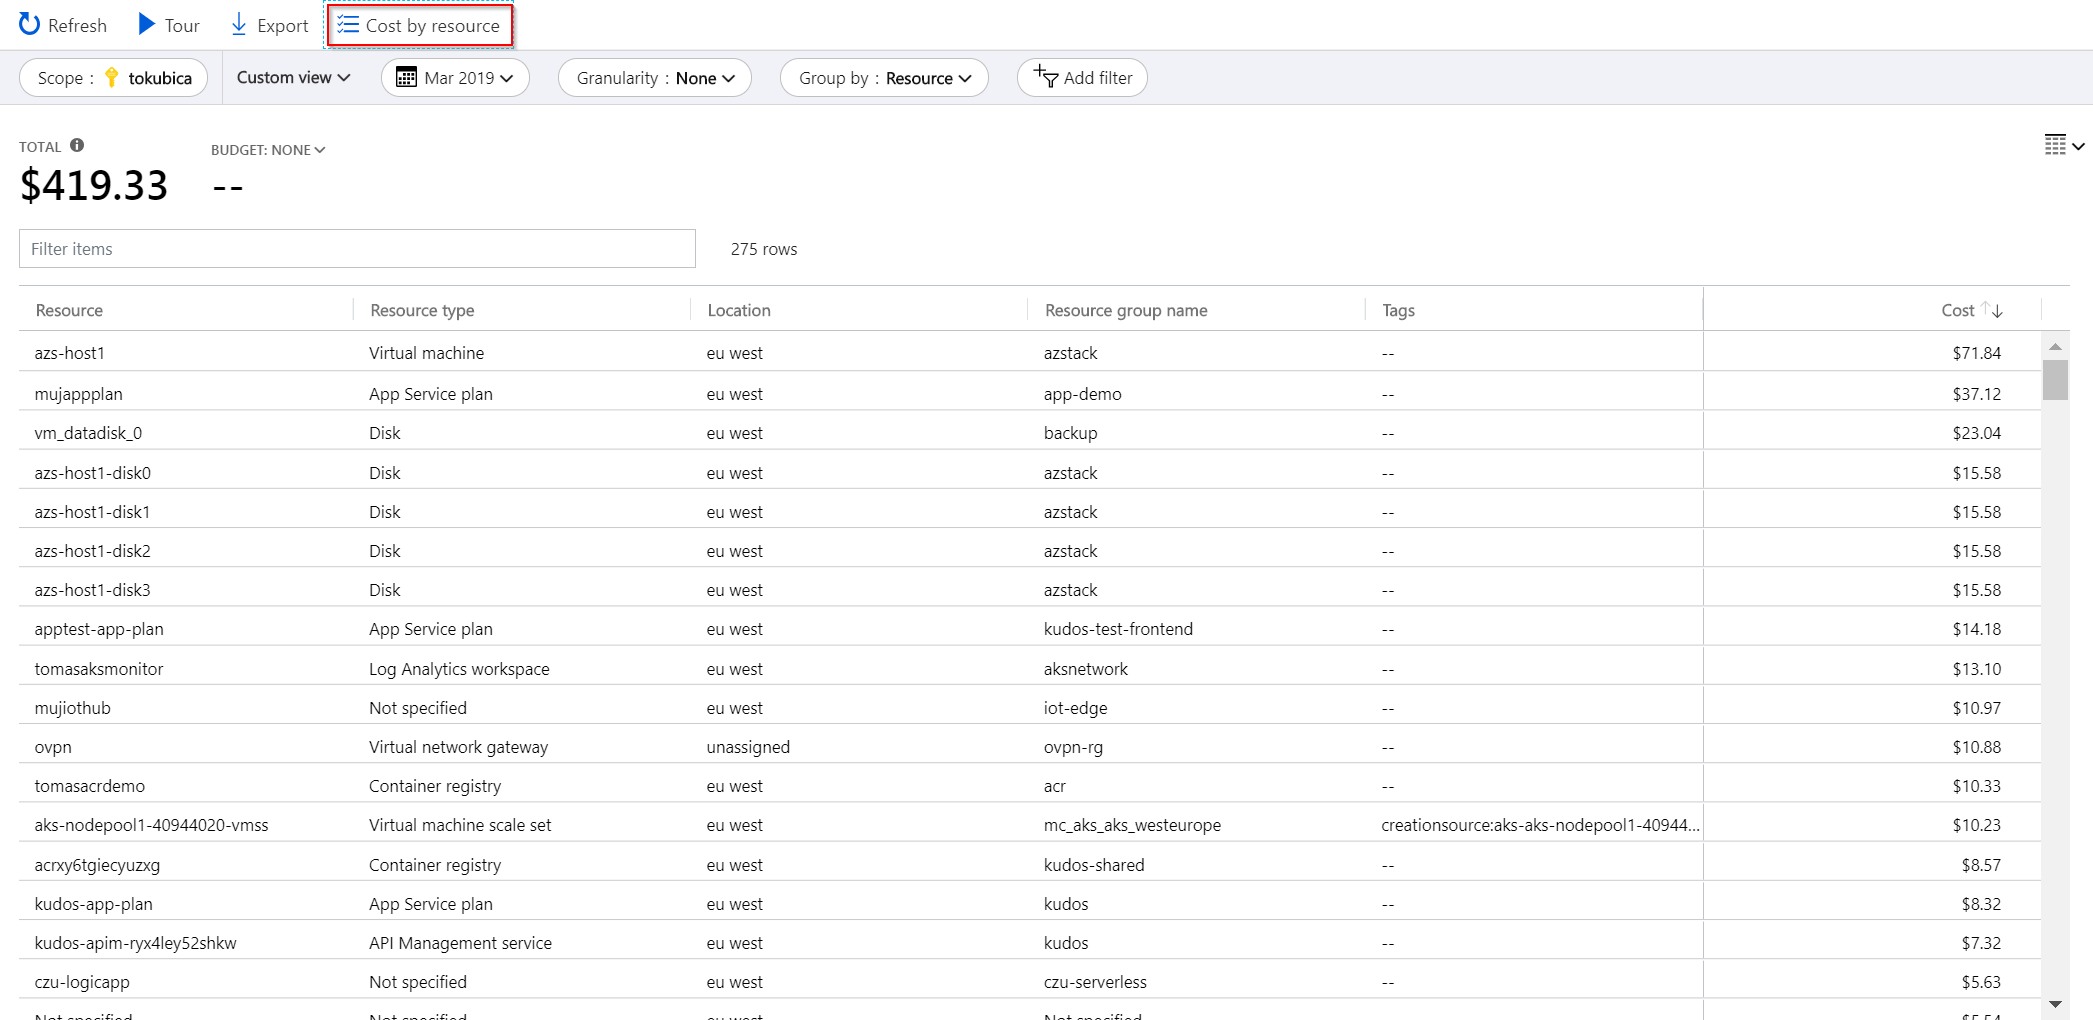 Refresh Tour Export Cost by resource
Scope : tokubica Custom view Mar 2019 Granularity : None Group by : Resource Add filter
TOTAL BUDGET: NONE
$419.33 --
Filter items 275 rows
Resource Resource type Location Resource group name Tags Cost
azs-host1 Virtual machine eu west azstack -- $71.84
mujappplan App Service plan eu west app-demo -- $37.12
vm_datadisk_0 Disk eu west backup -- $23.04
azs-host1-disk0 Disk eu west azstack -- $15.58
azs-host1-disk1 Disk eu west azstack -- $15.58
azs-host1-disk2 Disk eu west azstack -- $15.58
azs-host1-disk3 Disk eu west azstack -- $15.58
apptest-app-plan App Service plan eu west kudos-test-frontend -- $14.18
tomasaksmonitor Log Analytics workspace eu west aksnetwork -- $13.10
mujiothub Not specified eu west iot-edge -- $10.97
ovpn Virtual network gateway unassigned ovpn-rg -- $10.88
tomasacrdemo Container registry eu west acr -- $10.33
aks-nodepool1-40944020-vmss Virtual machine scale set eu west mc_aks_aks_westeurope creationsource:aks-aks-nodepool1-40944... $10.23
acrxy6tgiecyuzxg Container registry eu west kudos-shared -- $8.57
kudos-app-plan App Service plan eu west kudos -- $8.32
kudos-apim-ryx4ley52shkw API Management service eu west kudos -- $7.32
czu-logicapp Not specified eu west czu-serverless -- $5.63
Not specified Not specified eu west Not specified $5.54